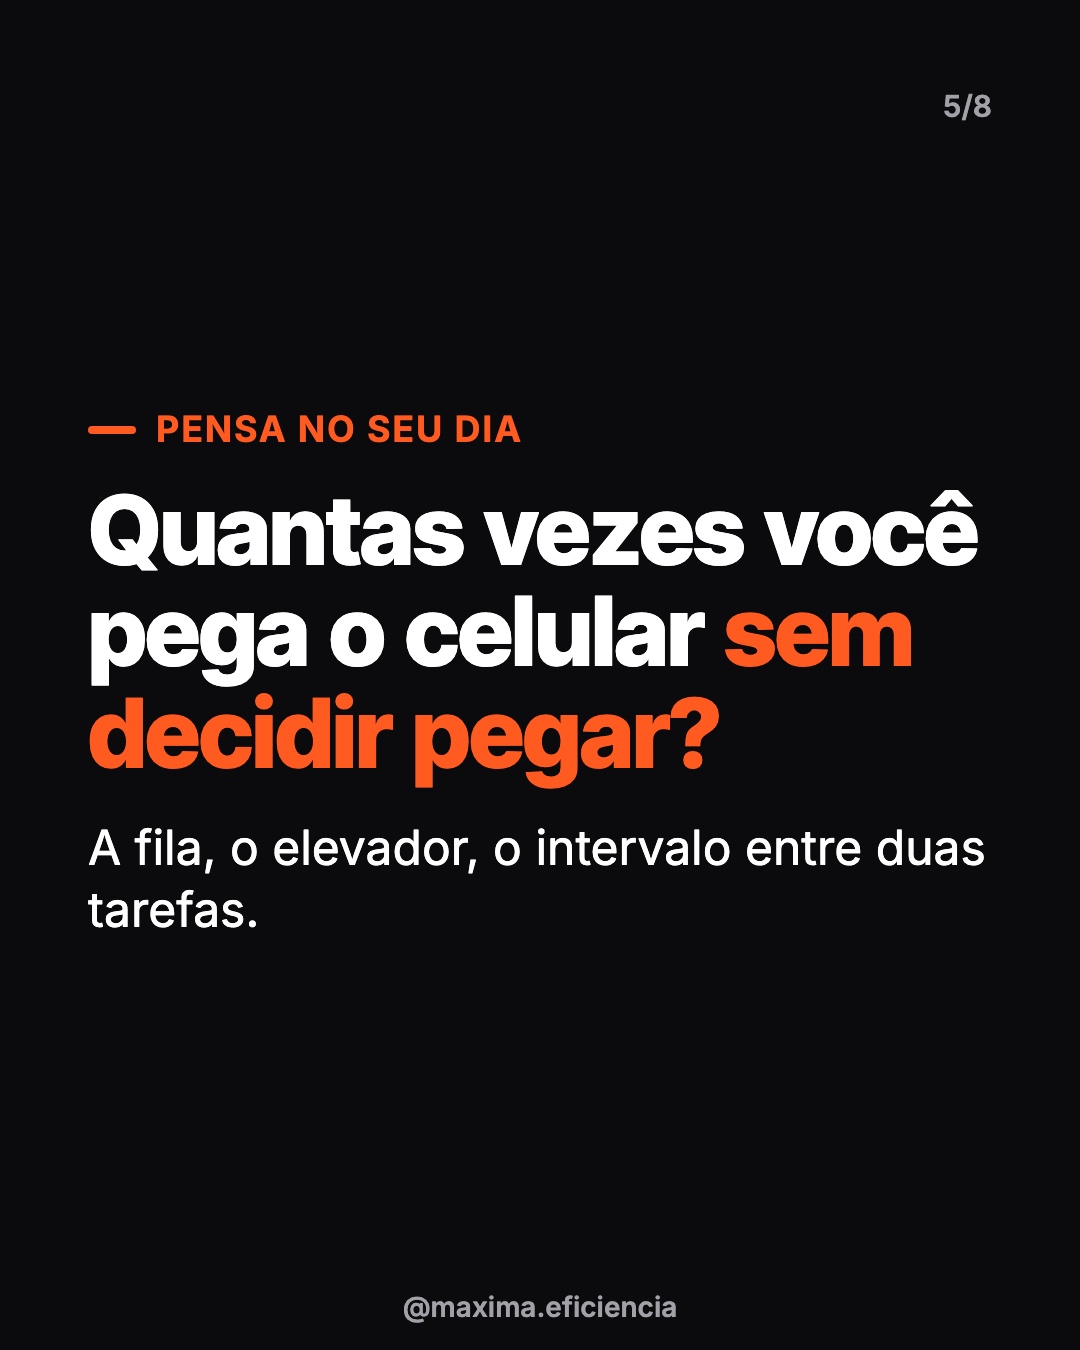 5/8
PENSA NO SEU DIA
Quantas vezes você
pega o celular sem
decidir pegar?
A fila, o elevador, o intervalo entre duas
tarefas.
@maxima.eficiencia